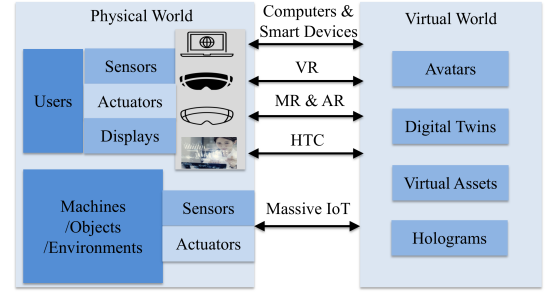 Physical World
Users
Sensors
Actuators
Displays
Machines
/Objects
/Environments
Sensors
Actuators
Computers &
Smart Devices
VR
MR & AR
HTC
Massive IoT
Virtual World
Avatars
Digital Twins
Virtual Assets
Holograms